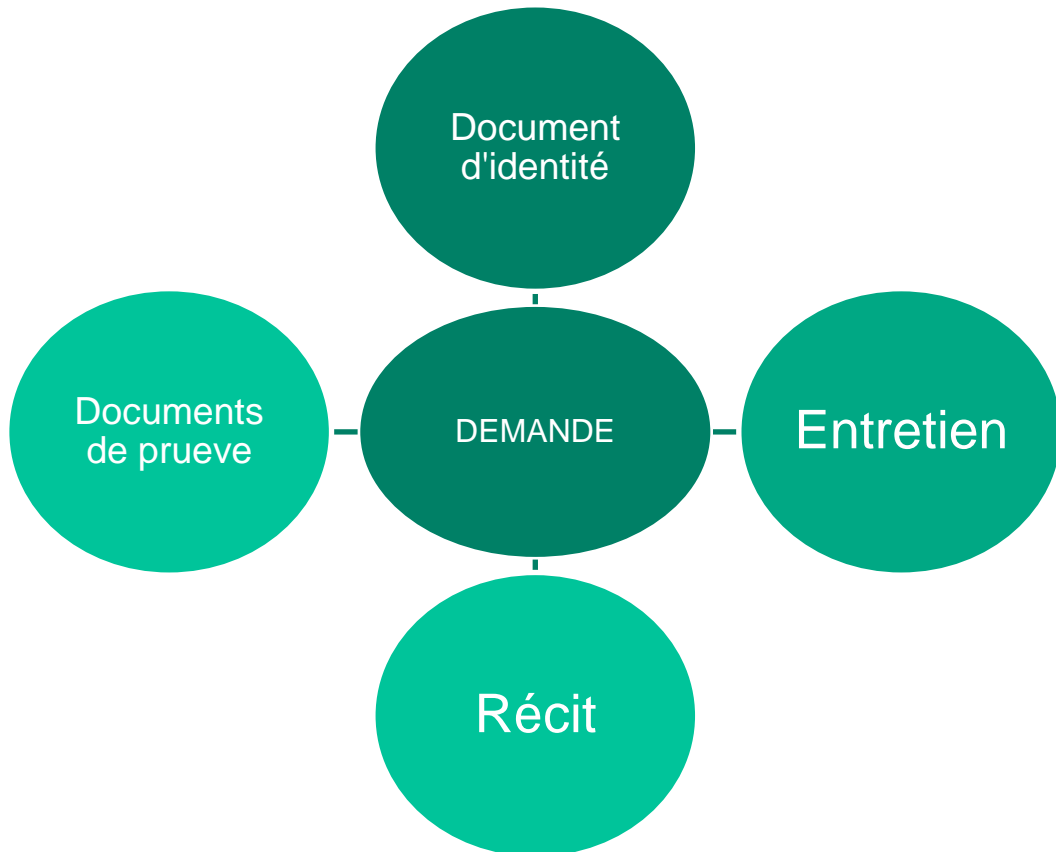 Document
d'identité
Documents
de prueve
DEMANDE
Entretien
Récit